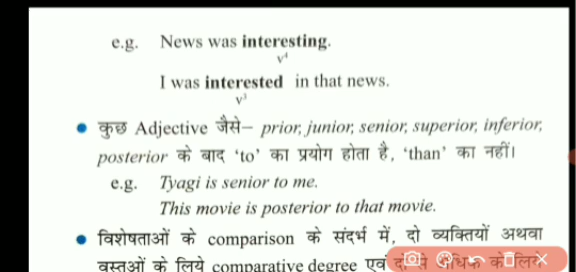 e.g. News was interesting.
v⁴
I was interested in that news.
v³
• कुछ Adjective जैसे– prior, junior, senior, superior, inferior,
posterior के बाद ‘to’ का प्रयोग होता है, ‘than’ का नहीं।
e.g. Tyagi is senior to me.
This movie is posterior to that movie.
• विशेषताओं के comparison के संदर्भ में, दो व्यक्तियों अथवा
वस्तुओं के लिये comparative degree एवं दो से अधिक के लिये